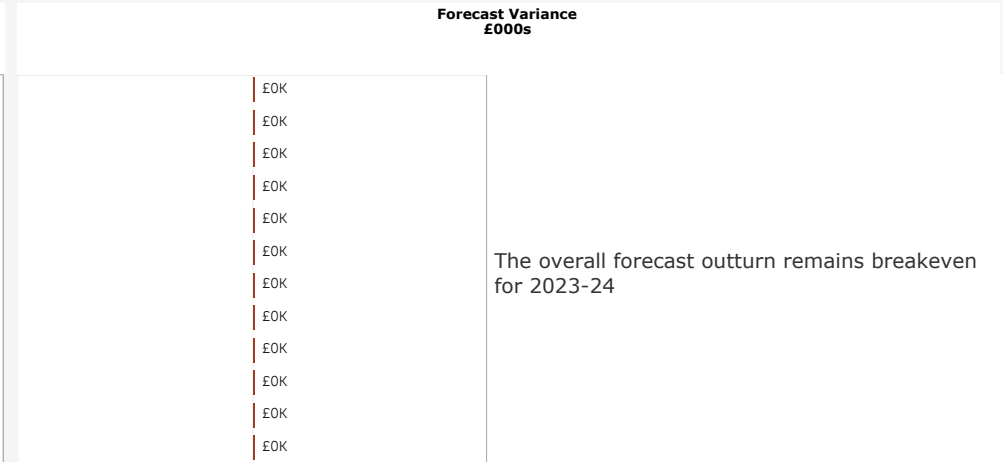 Forecast Variance
£000s
£0K
£0K
£0K
£0K
£0K
£0K
£0K
£0K
£0K
£0K
£0K
£0K
The overall forecast outturn remains breakeven
for 2023-24